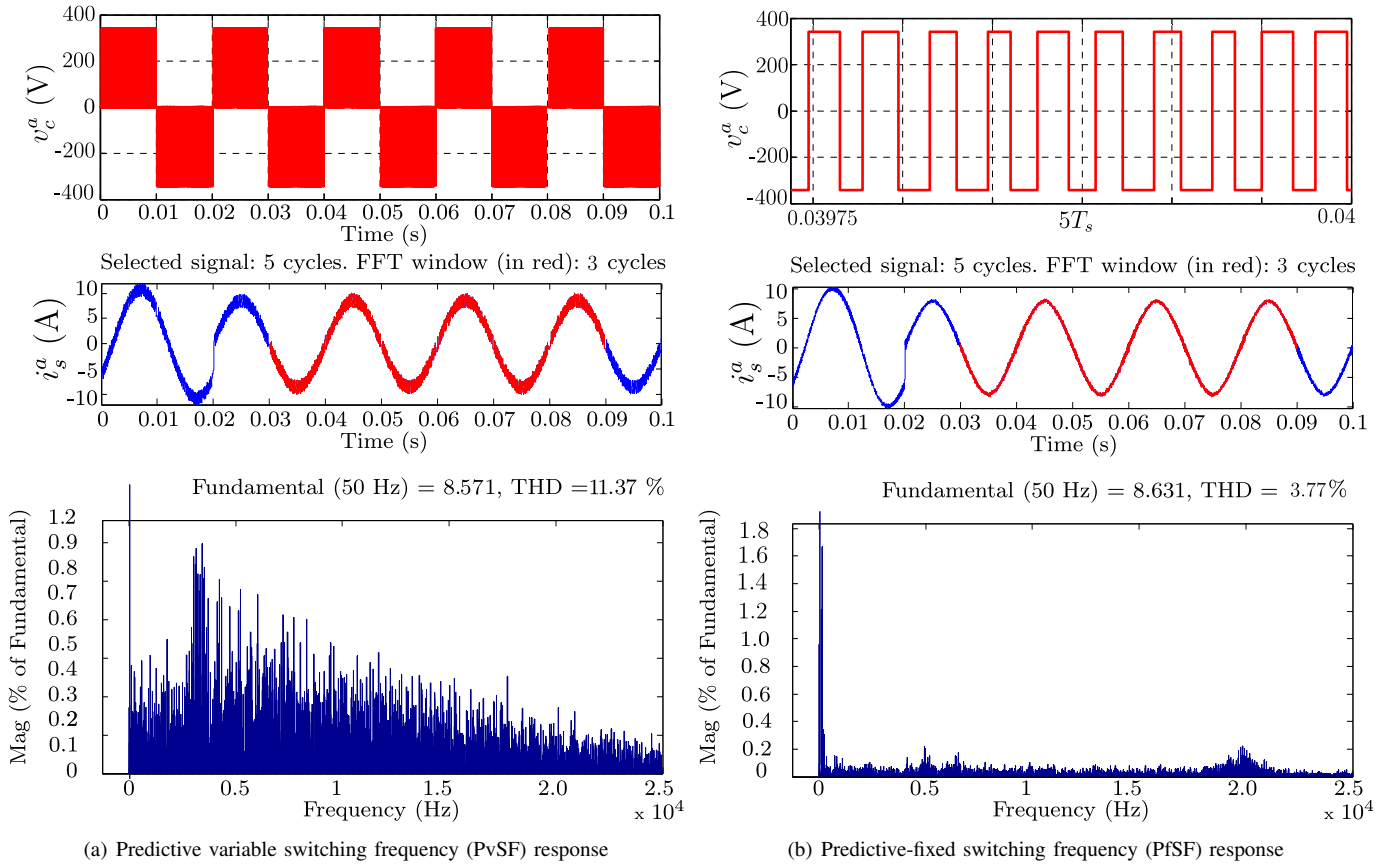 400
200
0
-200
-400
v_c^a (V)
0 0.01 0.02 0.03 0.04 0.05 0.06 0.07 0.08 0.09 0.1
Time (s)
Selected signal: 5 cycles. FFT window (in red): 3 cycles
10
5
0
-5
-10
i_s^a (A)
0 0.01 0.02 0.03 0.04 0.05 0.06 0.07 0.08 0.09 0.1
Time (s)
Fundamental (50 Hz) = 8.571, THD =11.37 %
1.2
0.9
0.7
0.6
0.5
0.4
0.3
0.2
0.1
0
Mag (% of Fundamental)
0 0.5 1 1.5 2.0 2.5
Frequency (Hz)
x 10^4
(a) Predictive variable switching frequency (PvSF) response
400
200
0
-200
-400
v_c^a (V)
0.03975 5T_s 0.04
Selected signal: 5 cycles. FFT window (in red): 3 cycles
10
5
0
-5
-10
i_s^a (A)
0 0.01 0.02 0.03 0.04 0.05 0.06 0.07 0.08 0.09 0.1
Time (s)
Fundamental (50 Hz) = 8.631, THD = 3.77%
1.8
1.6
1.4
1.2
1.0
0.8
0.6
0.4
0.2
0
Mag (% of Fundamental)
0 0.5 1 1.5 2.0 2.5
Frequency (Hz)
x 10^4
(b) Predictive-fixed switching frequency (PfSF) response